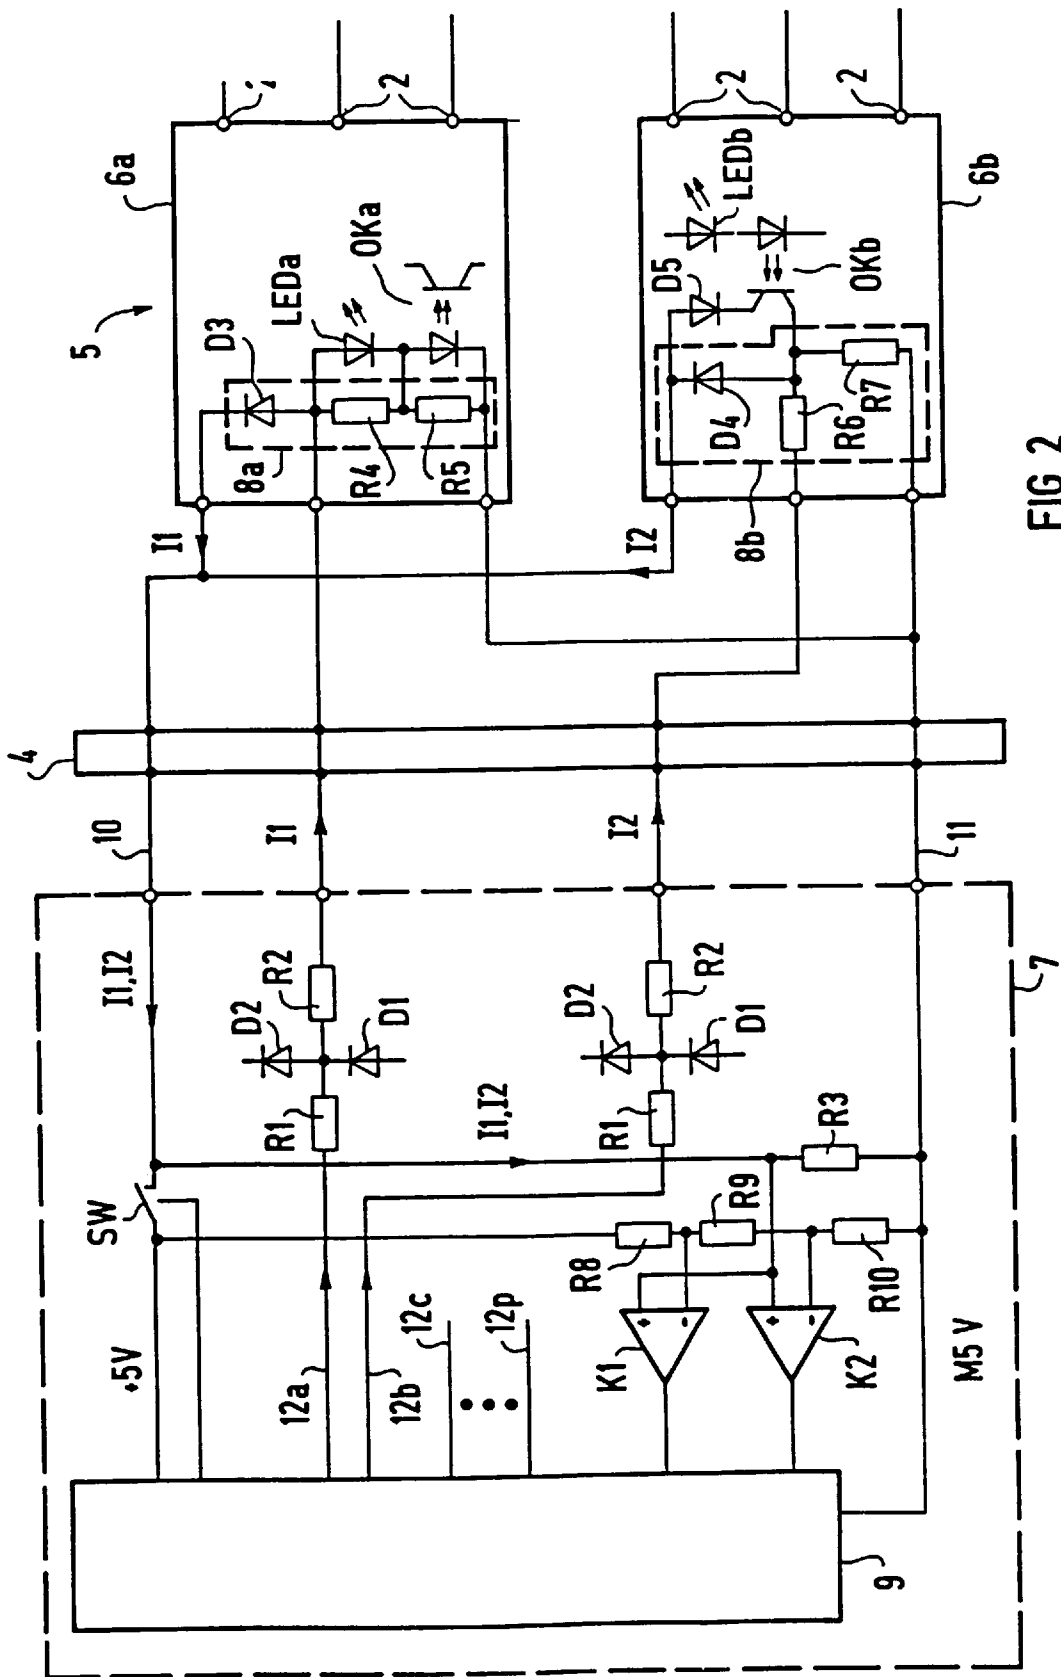 4
5
SW
10
+5V
I1,I2
6a
I1
D3
8a
D2
R1
R2
I1
12a
LEDa
OKa
R4
D1
2
12b
12c
R5
I1,I2
12p
R8
D2
K1
R1
I2
I2
D5
R2
2
D4
LEDb
R9
D1
8b
R3
R6
2
K2
OKb
R10
R7
9
11
M5 V
6b
7
FIG 2